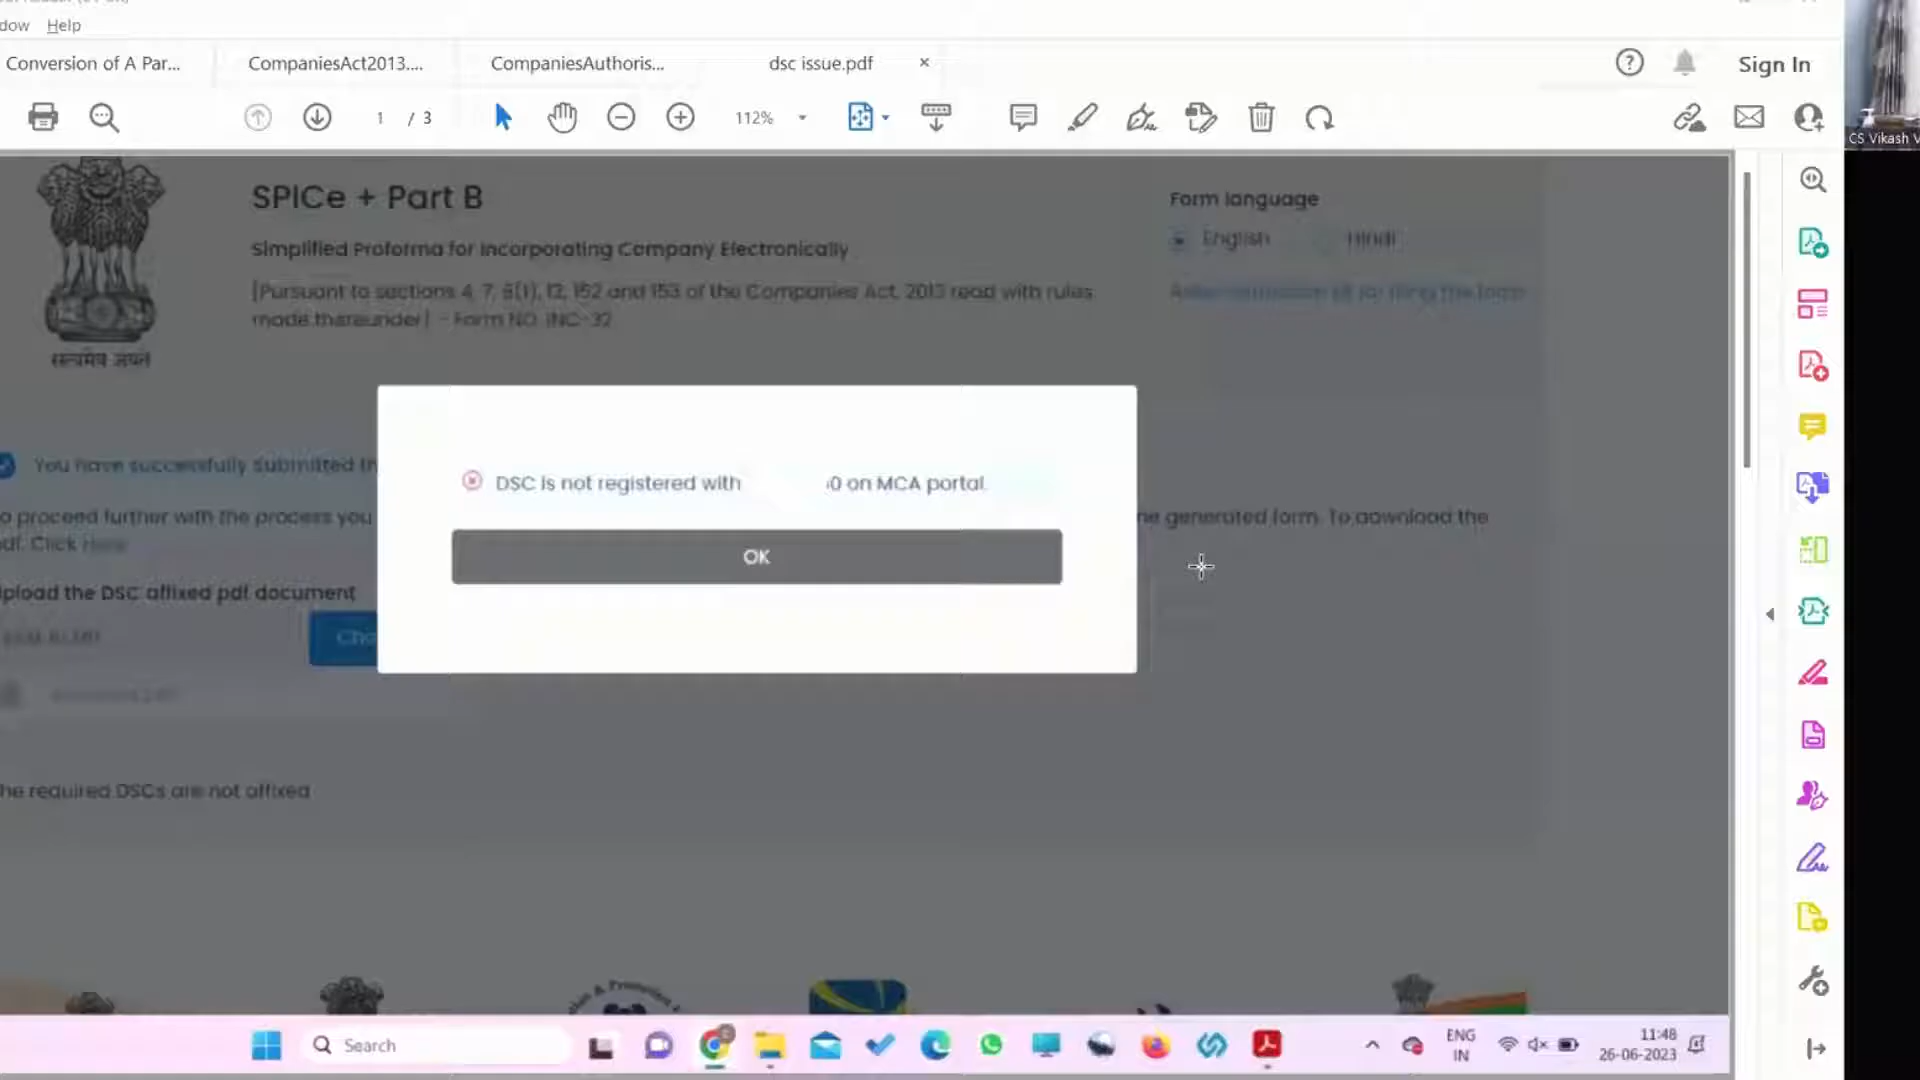 dow Help
Conversion of A Par... CompaniesAct2013.... CompaniesAuthoris... dsc issue.pdf × Sign In
1 / 3 112%
CS Vikash V
SPICe + Part B
Simplified Proforma for Incorporating Company Electronically
[Pursuant to sections 4, 7, 8(1), 12, 152 and 153 of the Companies Act, 2013 read with rules
made thereunder] - Form NO. INC-32
Form language
English Hindi
सत्यमेव जयते
DSC is not registered with 0 on MCA portal.
OK
You have successfully submitted th
o proceed further with the process you
ne generated form. To download the
df. Click Here
pload the DSC affixed pdf document
Cho
he required DSCs are not affixed
Search
ENG
IN
11:48
26-06-2023